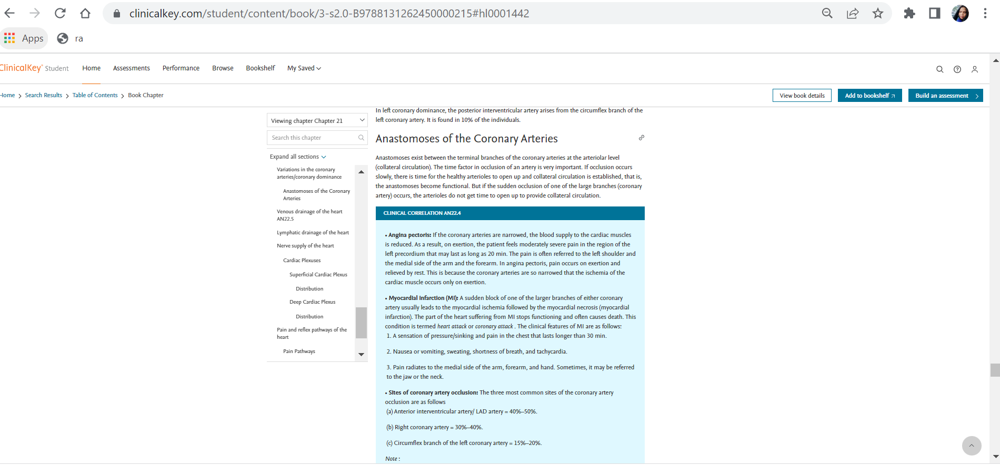 clinicalkey.com/student/content/book/3-s2.0-B9788131262450000215#hl0001442
Apps ra
ClinicalKey® Student Home Assessments Performance Browse Bookshelf My Saved
Home > Search Results > Table of Contents > Book Chapter
View book details Add to bookshelf Build an assessment
Viewing chapter Chapter 21
Search this chapter
Expand all sections
Variations in the coronary
arteries/coronary dominance
Anastomoses of the Coronary
Arteries
Venous drainage of the heart
AN22.5
Lymphatic drainage of the heart
Nerve supply of the heart
Cardiac Plexuses
Superficial Cardiac Plexus
Distribution
Deep Cardiac Plexus
Distribution
Pain and reflex pathways of the
heart
Pain Pathways
In left coronary dominance, the posterior interventricular artery arises from the circumflex branch of the
left coronary artery. It is found in 10% of the individuals.
Anastomoses of the Coronary Arteries
Anastomoses exist between the terminal branches of the coronary arteries at the arteriolar level
(collateral circulation). The time factor in occlusion of an artery is very important. If occlusion occurs
slowly, there is time for the healthy arterioles to open up and collateral circulation is established, that is,
the anastomoses become functional. But if the sudden occlusion of one of the large branches (coronary
artery) occurs, the arterioles do not get time to open up to provide collateral circulation.
CLINICAL CORRELATION AN22.4
• Angina pectoris: If the coronary arteries are narrowed, the blood supply to the cardiac muscles
is reduced. As a result, on exertion, the patient feels moderately severe pain in the region of the
left precordium that may last as long as 20 min. The pain is often referred to the left shoulder and
the medial side of the arm and the forearm. In angina pectoris, pain occurs on exertion and
relieved by rest. This is because the coronary arteries are so narrowed that the ischemia of the
cardiac muscle occurs only on exertion.
• Myocardial infarction (MI): A sudden block of one of the larger branches of either coronary
artery usually leads to the myocardial ischemia followed by the myocardial necrosis (myocardial
infarction). The part of the heart suffering from MI stops functioning and often causes death. This
condition is termed heart attack or coronary attack . The clinical features of MI are as follows:
1. A sensation of pressure/sinking and pain in the chest that lasts longer than 30 min.
2. Nausea or vomiting, sweating, shortness of breath, and tachycardia.
3. Pain radiates to the medial side of the arm, forearm, and hand. Sometimes, it may be referred
to the jaw or the neck.
• Sites of coronary artery occlusion: The three most common sites of the coronary artery
occlusion are as follows
(a) Anterior interventricular artery/ LAD artery = 40%–50%.
(b) Right coronary artery = 30%–40%.
(c) Circumflex branch of the left coronary artery = 15%–20%.
Note :